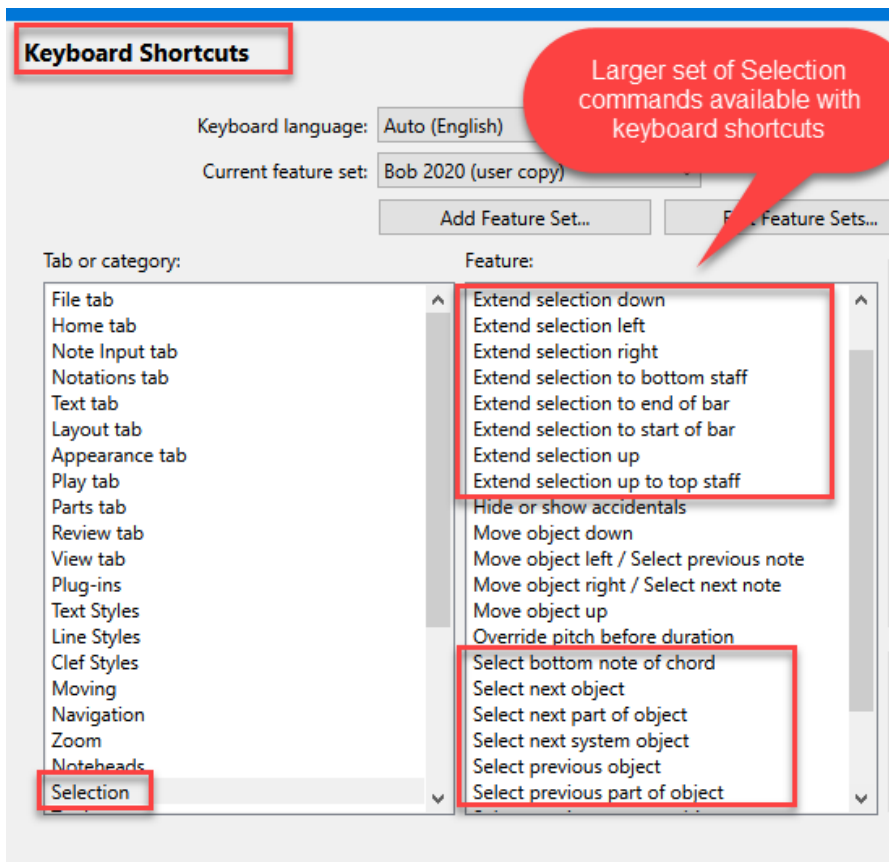 Keyboard Shortcuts
Larger set of Selection
commands available with
keyboard shortcuts
Keyboard language: Auto (English)
Current feature set: Bob 2020 (user copy)
Add Feature Set...
Feature Sets...
Tab or category:
File tab
Home tab
Note Input tab
Notations tab
Text tab
Layout tab
Appearance tab
Play tab
Parts tab
Review tab
View tab
Plug-ins
Text Styles
Line Styles
Clef Styles
Moving
Navigation
Zoom
Noteheads
Selection
Feature:
Extend selection down
Extend selection left
Extend selection right
Extend selection to bottom staff
Extend selection to end of bar
Extend selection to start of bar
Extend selection up
Extend selection up to top staff
Hide or show accidentals
Move object down
Move object left / Select previous note
Move object right / Select next note
Move object up
Override pitch before duration
Select bottom note of chord
Select next object
Select next part of object
Select next system object
Select previous object
Select previous part of object